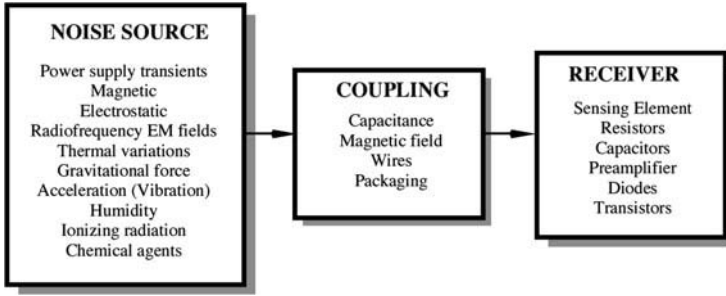 NOISE SOURCE
Power supply transients
Magnetic
Electrostatic
Radiofrequency EM fields
Thermal variations
Gravitational force
Acceleration (Vibration)
Humidity
Ionizing radiation
Chemical agents
COUPLING
Capacitance
Magnetic field
Wires
Packaging
RECEIVER
Sensing Element
Resistors
Capacitors
Preamplifier
Diodes
Transistors